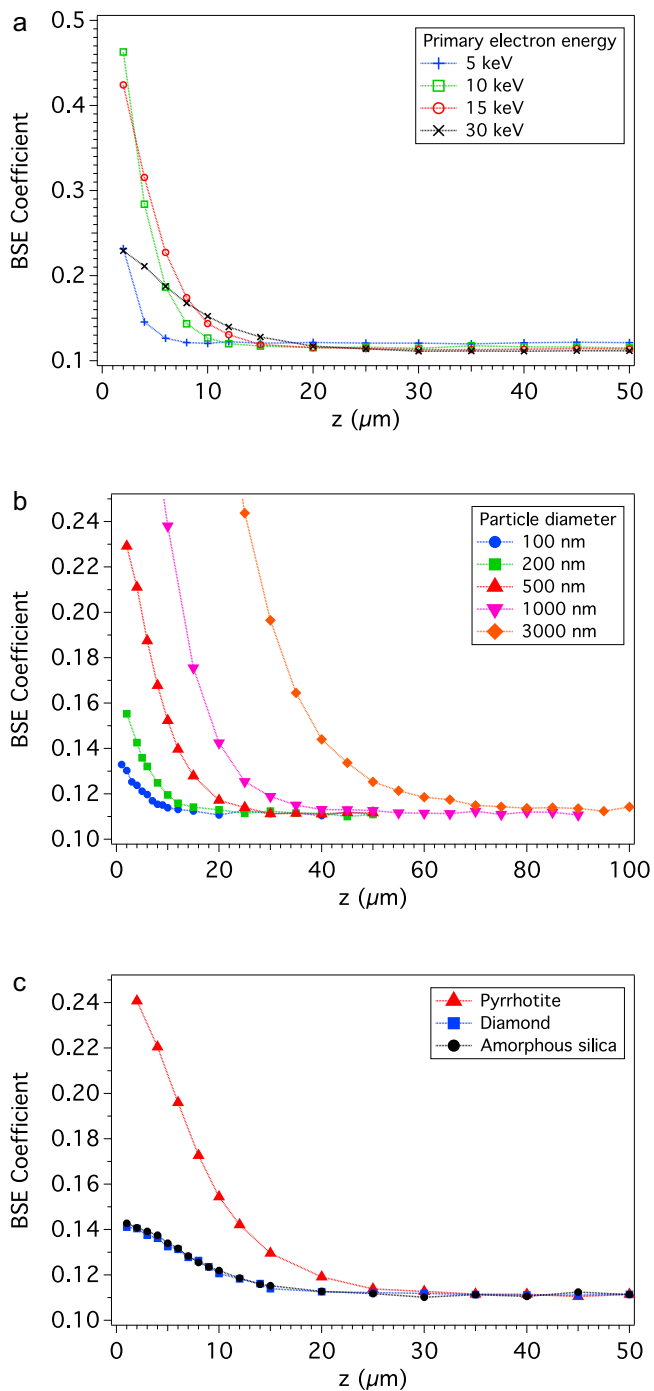 a
BSE Coefficient
0.5
0.4
0.3
0.2
0.1
Primary electron energy
5 keV
10 keV
15 keV
30 keV
0 10 20 30 40 50
z (µm)
b
BSE Coefficient
0.24
0.22
0.20
0.18
0.16
0.14
0.12
0.10
Particle diameter
100 nm
200 nm
500 nm
1000 nm
3000 nm
0 20 40 60 80 100
z (µm)
c
BSE Coefficient
0.24
0.22
0.20
0.18
0.16
0.14
0.12
0.10
Pyrrhotite
Diamond
Amorphous silica
0 10 20 30 40 50
z (µm)